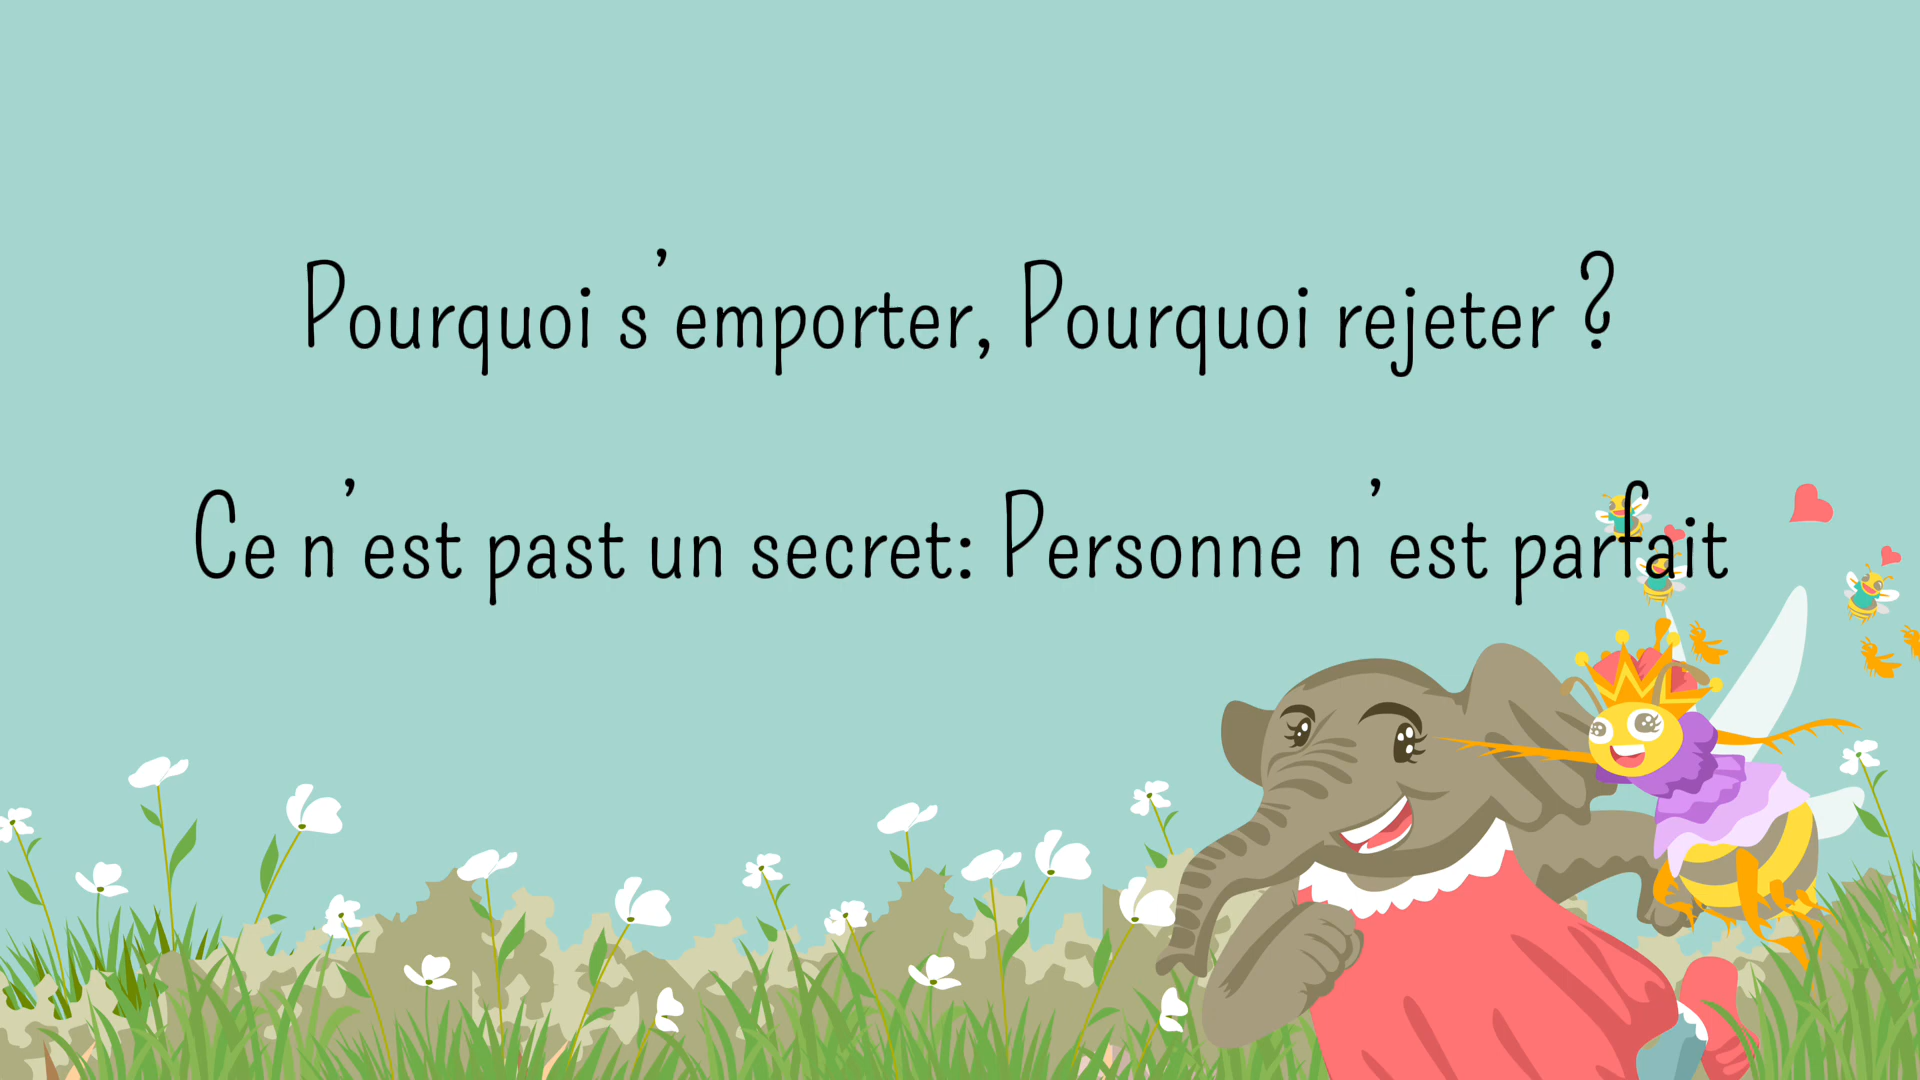 Pourquoi s'emporter, Pourquoi rejeter ?
Ce n'est past un secret: Personne n'est parfait